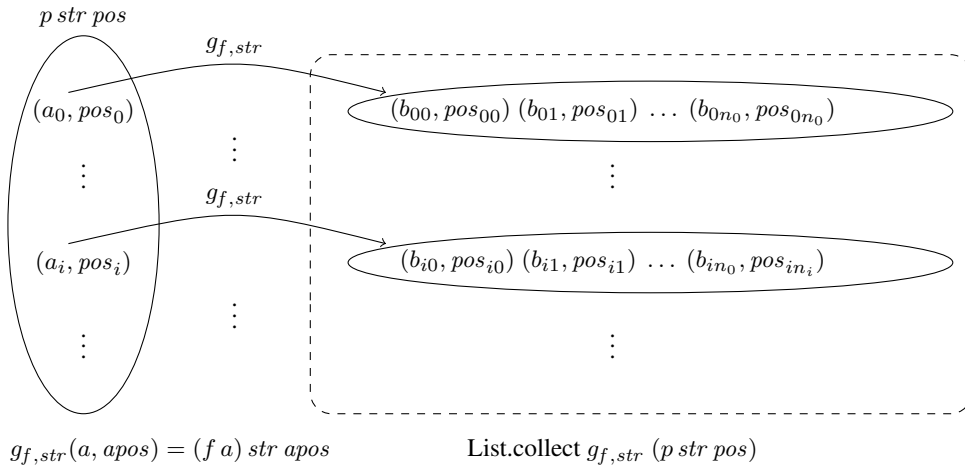 p str pos
g_{f,str}
(a_0, pos_0)
(b_{00}, pos_{00}) (b_{01}, pos_{01}) … (b_{0n_0}, pos_{0n_0})
⋮ ⋮ ⋮
g_{f,str}
(a_i, pos_i)
(b_{i0}, pos_{i0}) (b_{i1}, pos_{i1}) … (b_{in_0}, pos_{in_i})
⋮ ⋮ ⋮
g_{f,str}(a, apos) = (f a) str apos
List.collect g_{f,str} (p str pos)